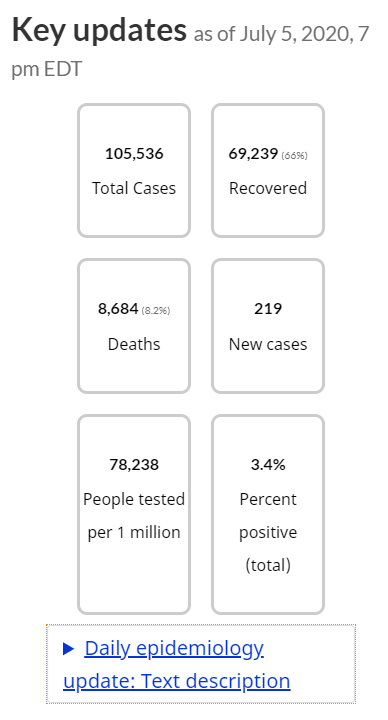 Key updates as of July 5, 2020, 7
pm EDT
105,536
Total Cases
69,239 (66%)
Recovered
8,684 (8.2%)
Deaths
219
New cases
78,238
People tested
per 1 million
3.4%
Percent
positive
(total)
Daily epidemiology
update: Text description